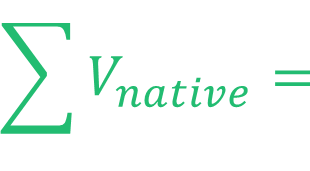 ∑ V_native =